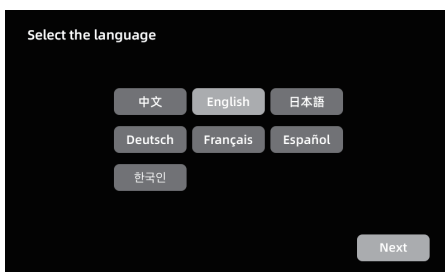 Select the language
中文 English 日本語
Deutsch Français Español
한국인
Next